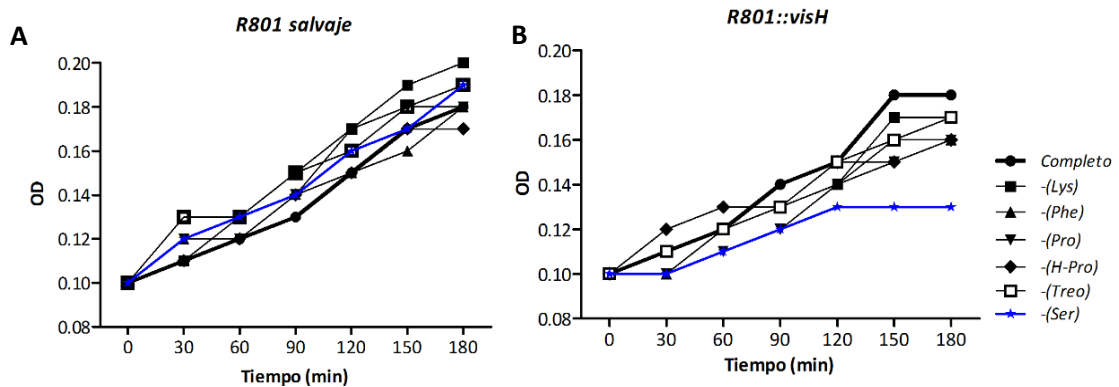 A
R801 salvaje
OD
0.20
0.18
0.16
0.14
0.12
0.10
0.08
0 30 60 90 120 150 180
Tiempo (min)
B
R801::visH
OD
0.20
0.18
0.16
0.14
0.12
0.10
0.08
0 30 60 90 120 150 180
Tiempo (min)
Completo
-(Lys)
-(Phe)
-(Pro)
-(H-Pro)
-(Treo)
-(Ser)